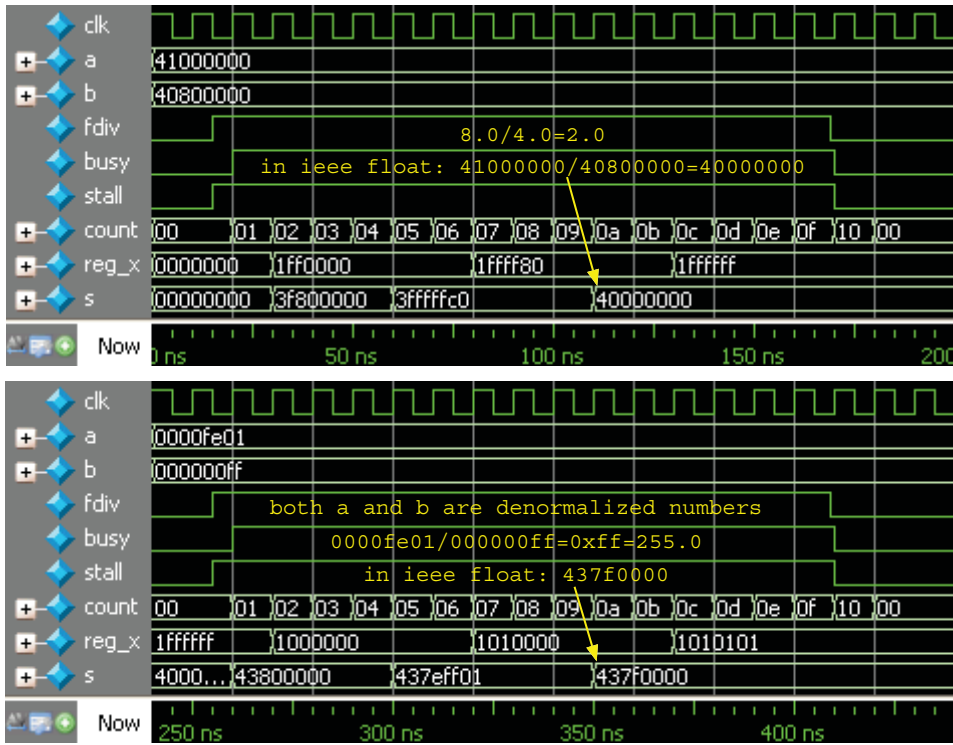 clk
a 41000000
b 40800000
fdiv 8.0/4.0=2.0
busy in ieee float: 41000000/40800000=40000000
stall
count 00 01 02 03 04 05 06 07 08 09 0a 0b 0c 0d 0e 0f 10 00
reg_x 0000000 1ff0000 1ffff80 1ffffff
s 00000000 3f800000 3fffffc0 40000000
Now 0 ns 50 ns 100 ns 150 ns 200
clk
a 0000fe01
b 000000ff
fdiv both a and b are denormalized numbers
busy 0000fe01/000000ff=0xff=255.0
stall in ieee float: 437f0000
count 00 01 02 03 04 05 06 07 08 09 0a 0b 0c 0d 0e 0f 10 00
reg_x 1ffffff 1000000 1010000 1010101
s 4000... 43800000 437eff01 437f0000
Now 250 ns 300 ns 350 ns 400 ns